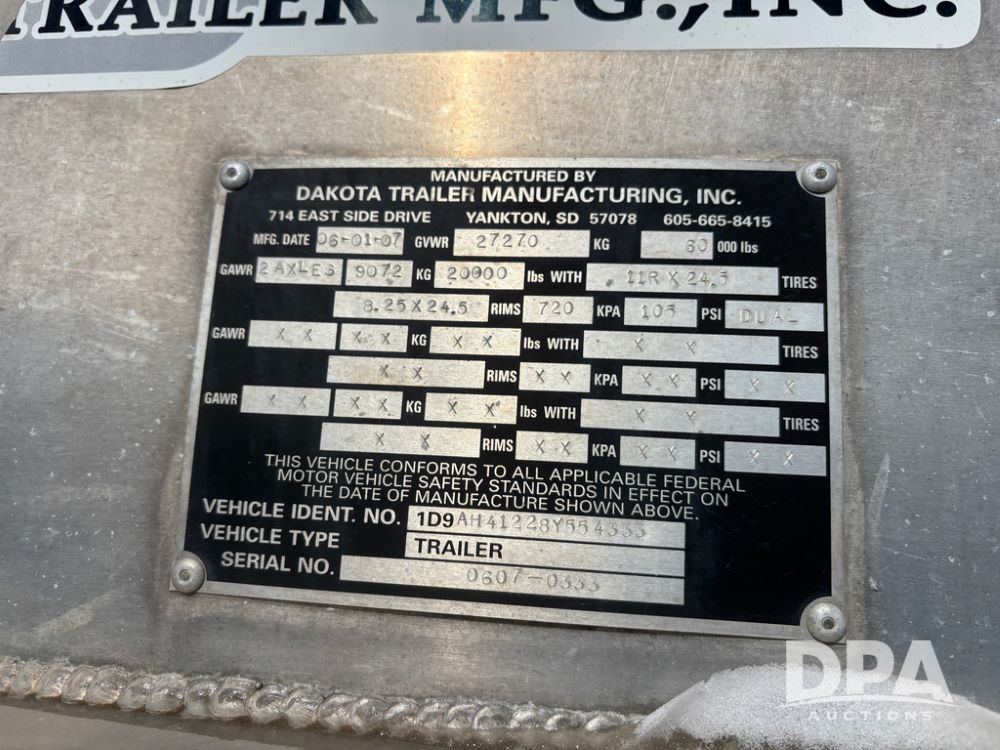 TRAILER MFG., INC.
MANUFACTURED BY
DAKOTA TRAILER MANUFACTURING, INC.
714 EAST SIDE DRIVE YANKTON, SD 57078 605-665-8415
MFG. DATE 06-01-07 GVWR 27270 KG 60 000 lbs
GAWR 2 AXLES 9072 KG 20000 lbs WITH 11R X 24.5 TIRES
8.25 X 24.5 RIMS 720 KPA 105 PSI DUAL
GAWR X X X X KG X X lbs WITH X X TIRES
X X RIMS X X KPA X X PSI X X
GAWR X X X X KG X X lbs WITH X X TIRES
X X RIMS X X KPA X X PSI X X
THIS VEHICLE CONFORMS TO ALL APPLICABLE FEDERAL
MOTOR VEHICLE SAFETY STANDARDS IN EFFECT ON
THE DATE OF MANUFACTURE SHOWN ABOVE.
VEHICLE IDENT. NO. 1D9AH41228Y554333
VEHICLE TYPE TRAILER
SERIAL NO. 0607-0333
DPA
AUCTIONS